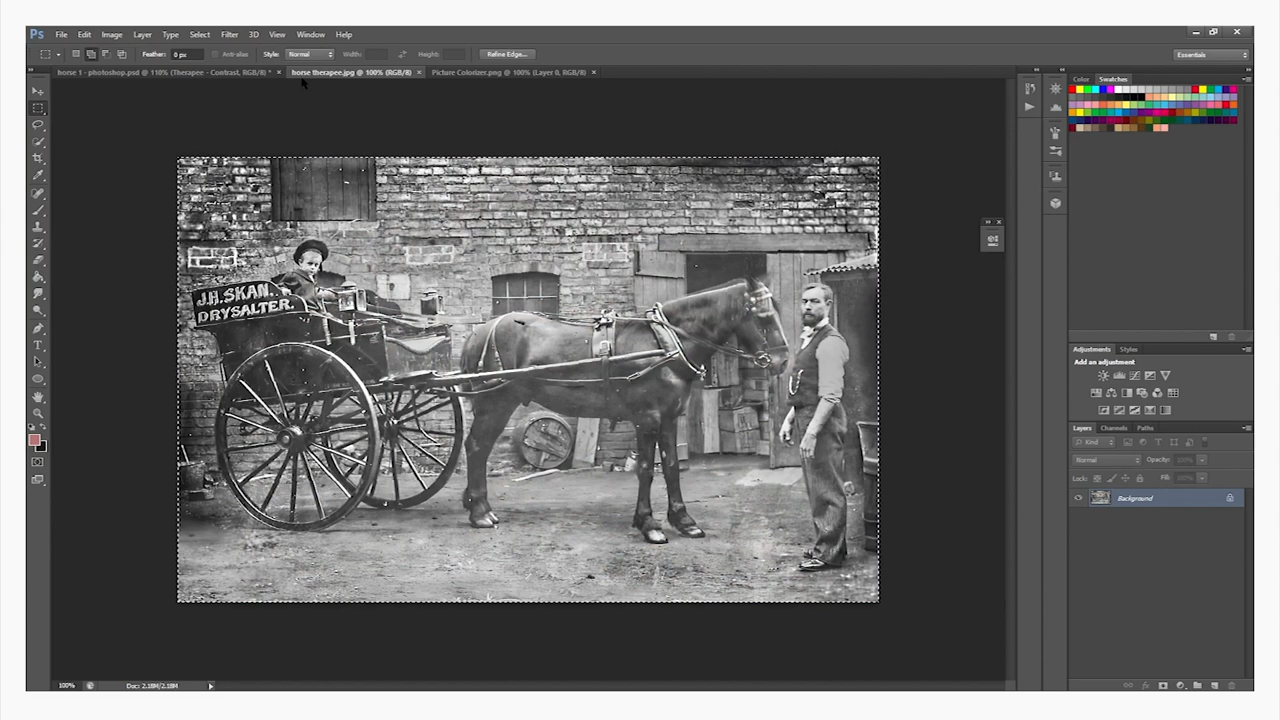 Ps File Edit Image Layer Type Select Filter 3D View Window Help
Feather: 0 px Anti-alias Style: Normal Width: Height: Refine Edge... Essentials
horse 1 - photoshop.psd @ 110% (Therapee - Contrast, RGB/8) * × horse therapee.jpg @ 100% (RGB/8) × Picture Colorizer.png @ 100% (Layer 0, RGB/8) ×
Color Swatches
J.H.SKAN.
DRYSALTER.
Adjustments Styles
Add an adjustment
Layers Channels Paths
Kind
Normal Opacity: 100%
Lock: Fill: 100%
Background
100% Doc: 2.18M/2.18M